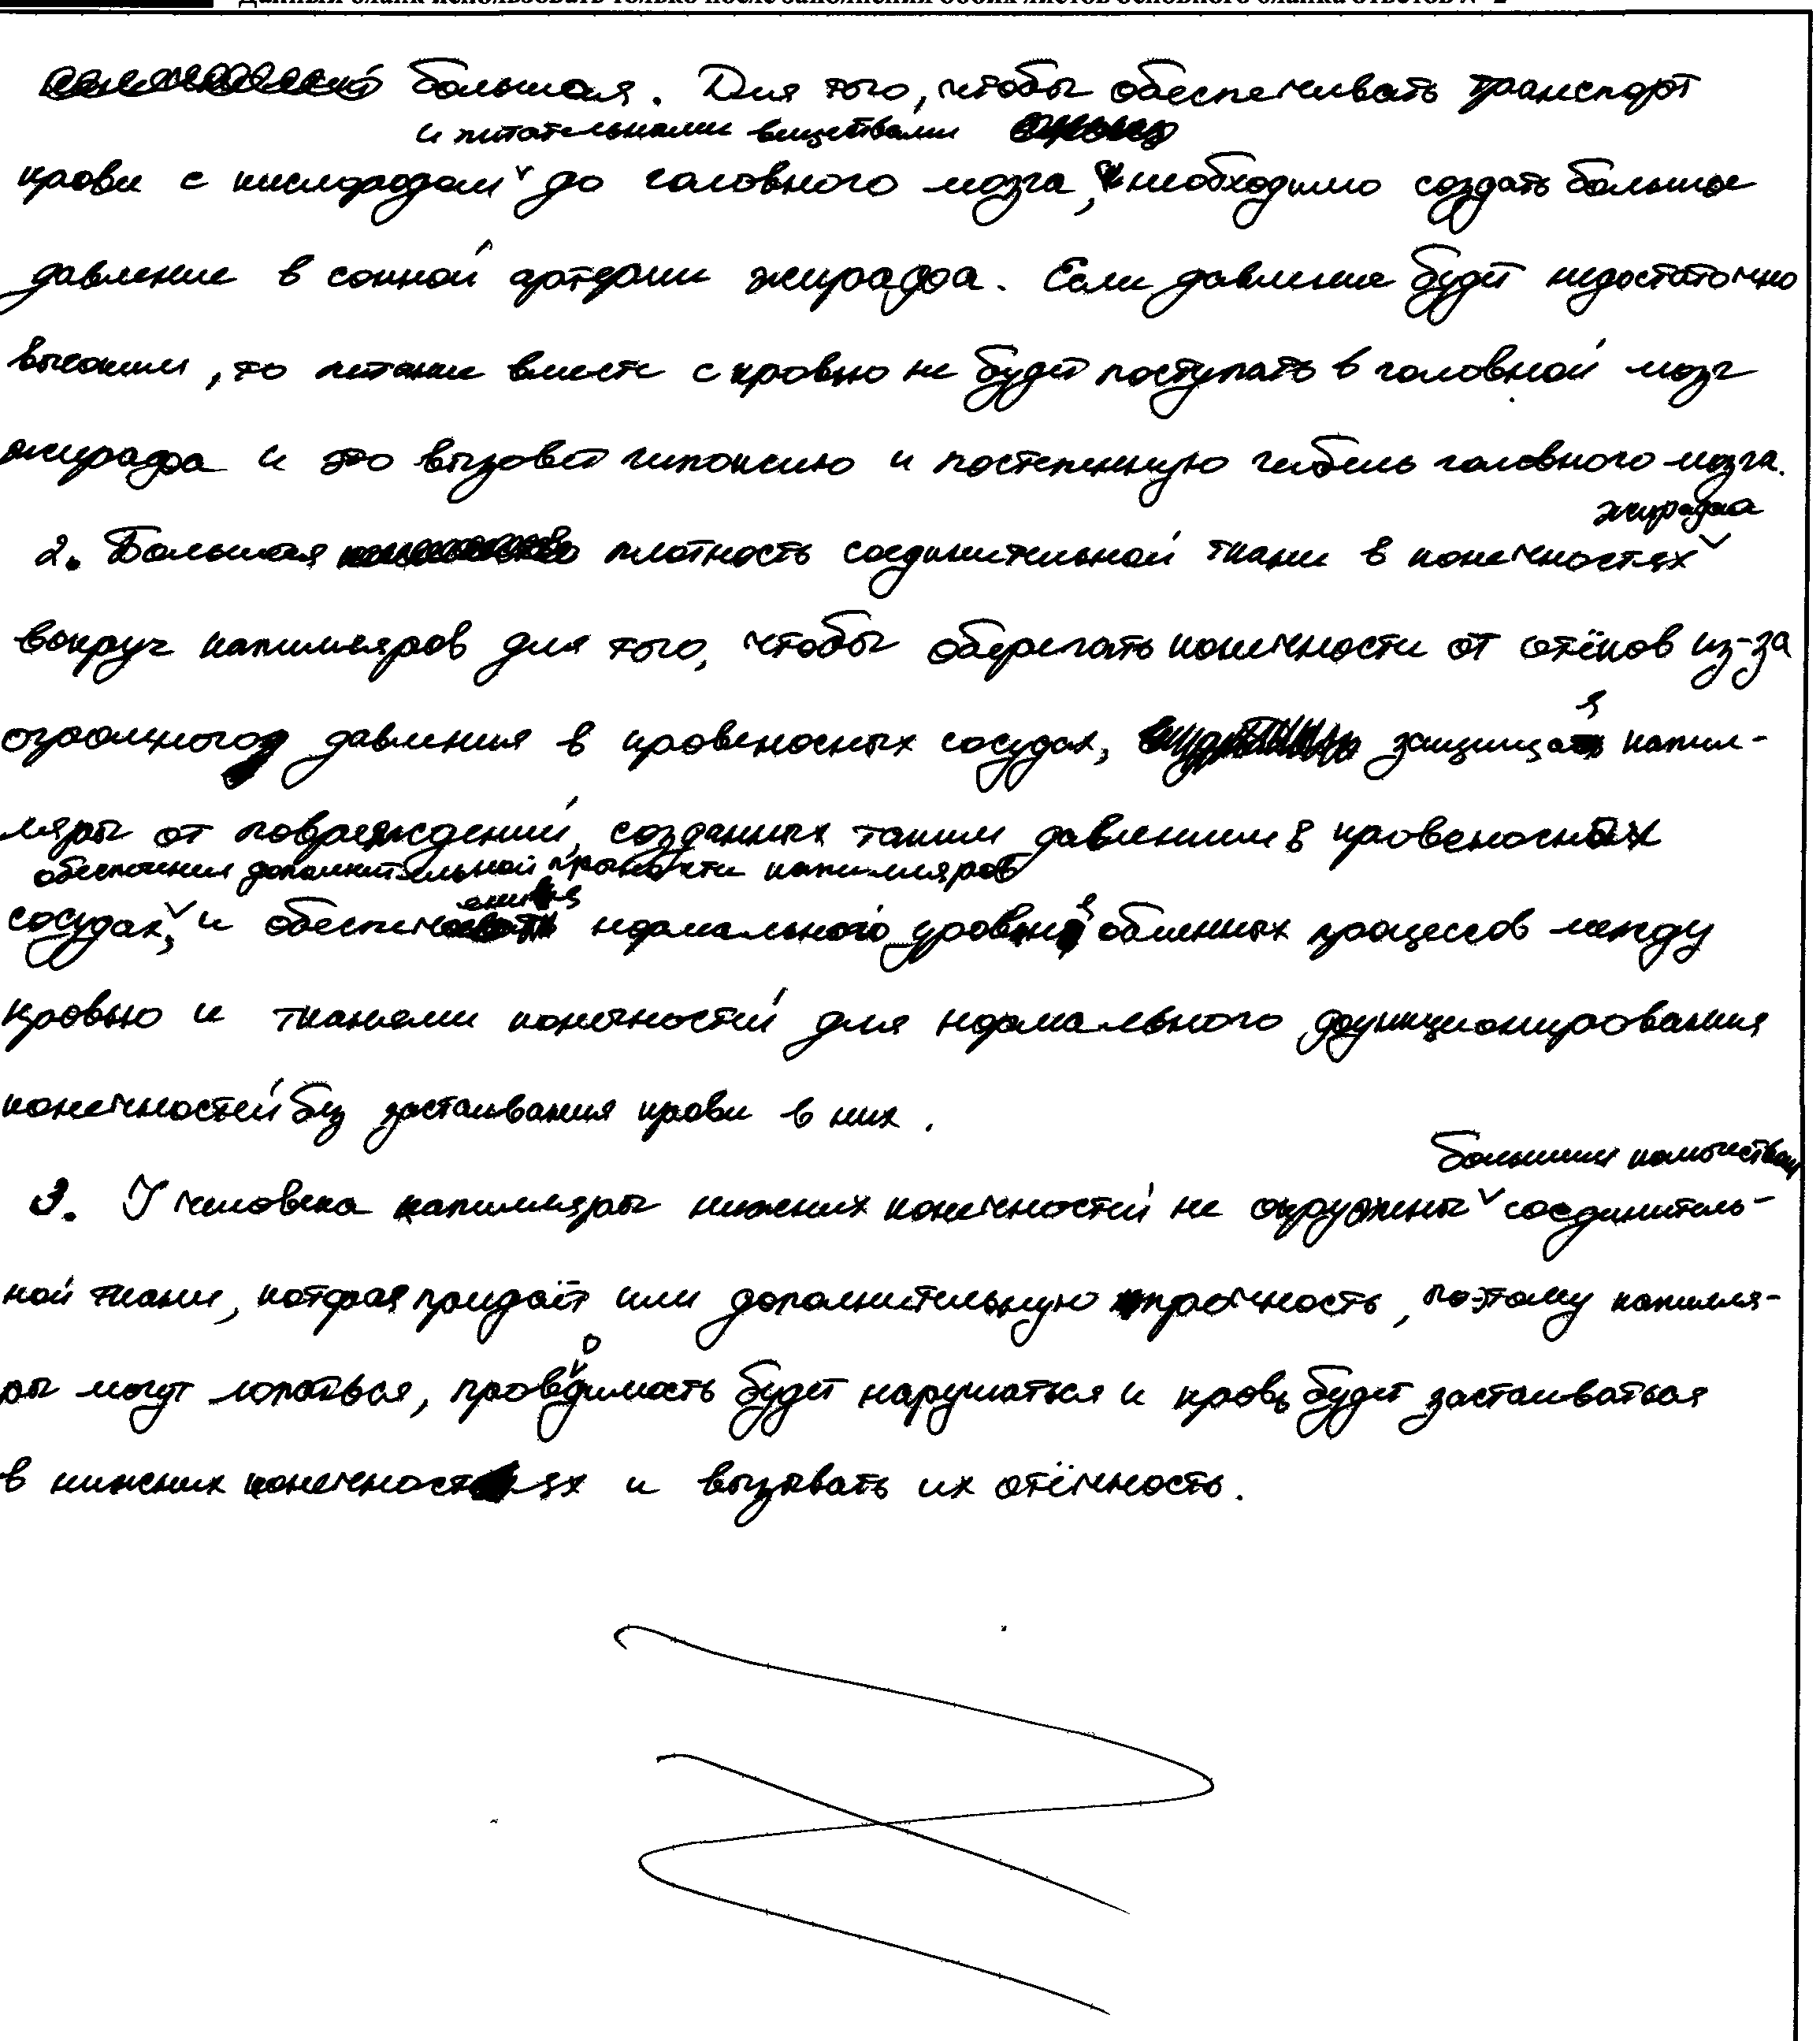 Данный бланк использовать только после заполнения обоих листов основного бланка ответов № 2
большая. Для того, чтобы обеспечивать транспорт
и питательными веществами
крови с кислородом до головного мозга, необходимо создать большое
давление в сонной артерии жирафа. Если давление будет недостаточно
высоким, то питание вместе с кровью не будет поступать в головной мозг
жирафа и это вызовет гипоксию и постепенную гибель головного мозга.
жирафа
2. Большая плотность соединительной ткани в конечностях
вокруг капилляров для того, чтобы оберегать конечности от отёков из-за
огромного давления в кровеносных сосудах, защищая капил-
ляры от повреждений, созданных таким давлением в кровеносных
обеспечения дополнительной прочности капилляров
сосудах, и обеспечения нормального уровня обменных процессов между
кровью и тканями конечностей для нормального функционирования
конечностей без застаивания крови в них.
большим количеством
3. У человека капилляры нижних конечностей не окружены соединитель-
ной ткани, которая придаёт им дополнительную прочность, поэтому капилля-
ры могут лопаться, проводимость будет нарушаться и кровь будет застаиваться
в нижних конечностях и вызывать их отёчность.